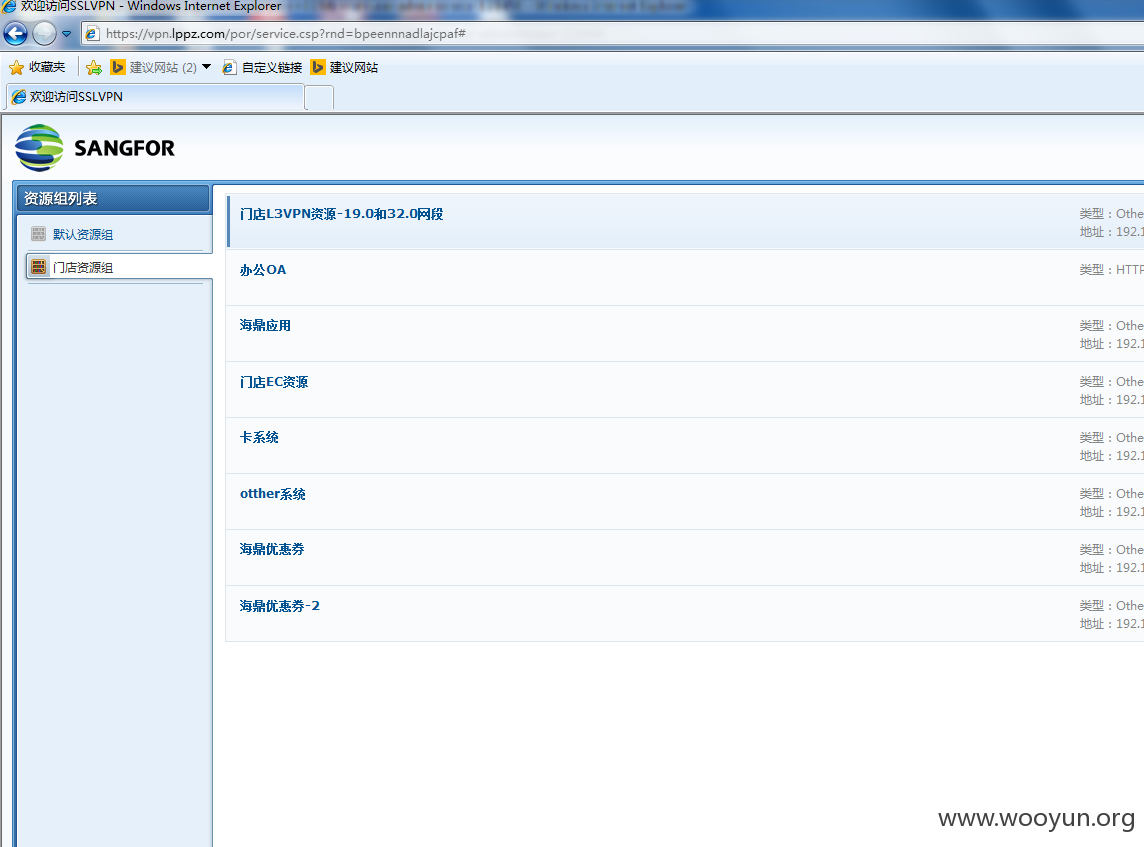 欢迎访问SSLVPN - Windows Internet Explorer
https://vpn.lppz.com/por/service.csp?rnd=bpeennnadlajcpaf#
收藏夹 建议网站 (2) 自定义链接 建议网站
欢迎访问SSLVPN
SANGFOR
资源组列表
默认资源组
门店资源组
门店L3VPN资源-19.0和32.0网段
类型：Othe
地址：192.1
办公OA
类型：HTTP
海鼎应用
类型：Othe
地址：192.1
门店EC资源
类型：Othe
地址：192.1
卡系统
类型：Othe
地址：192.1
otther系统
类型：Othe
地址：192.1
海鼎优惠券
类型：Othe
地址：192.1
海鼎优惠券-2
类型：Othe
地址：192.1
www.wooyun.org